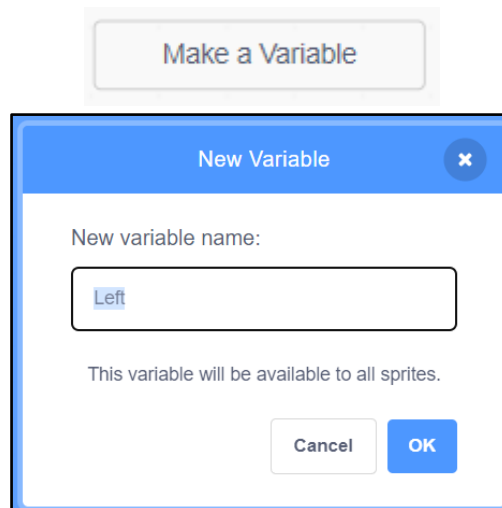 Make a Variable
New Variable
New variable name:
Left
This variable will be available to all sprites.
Cancel OK